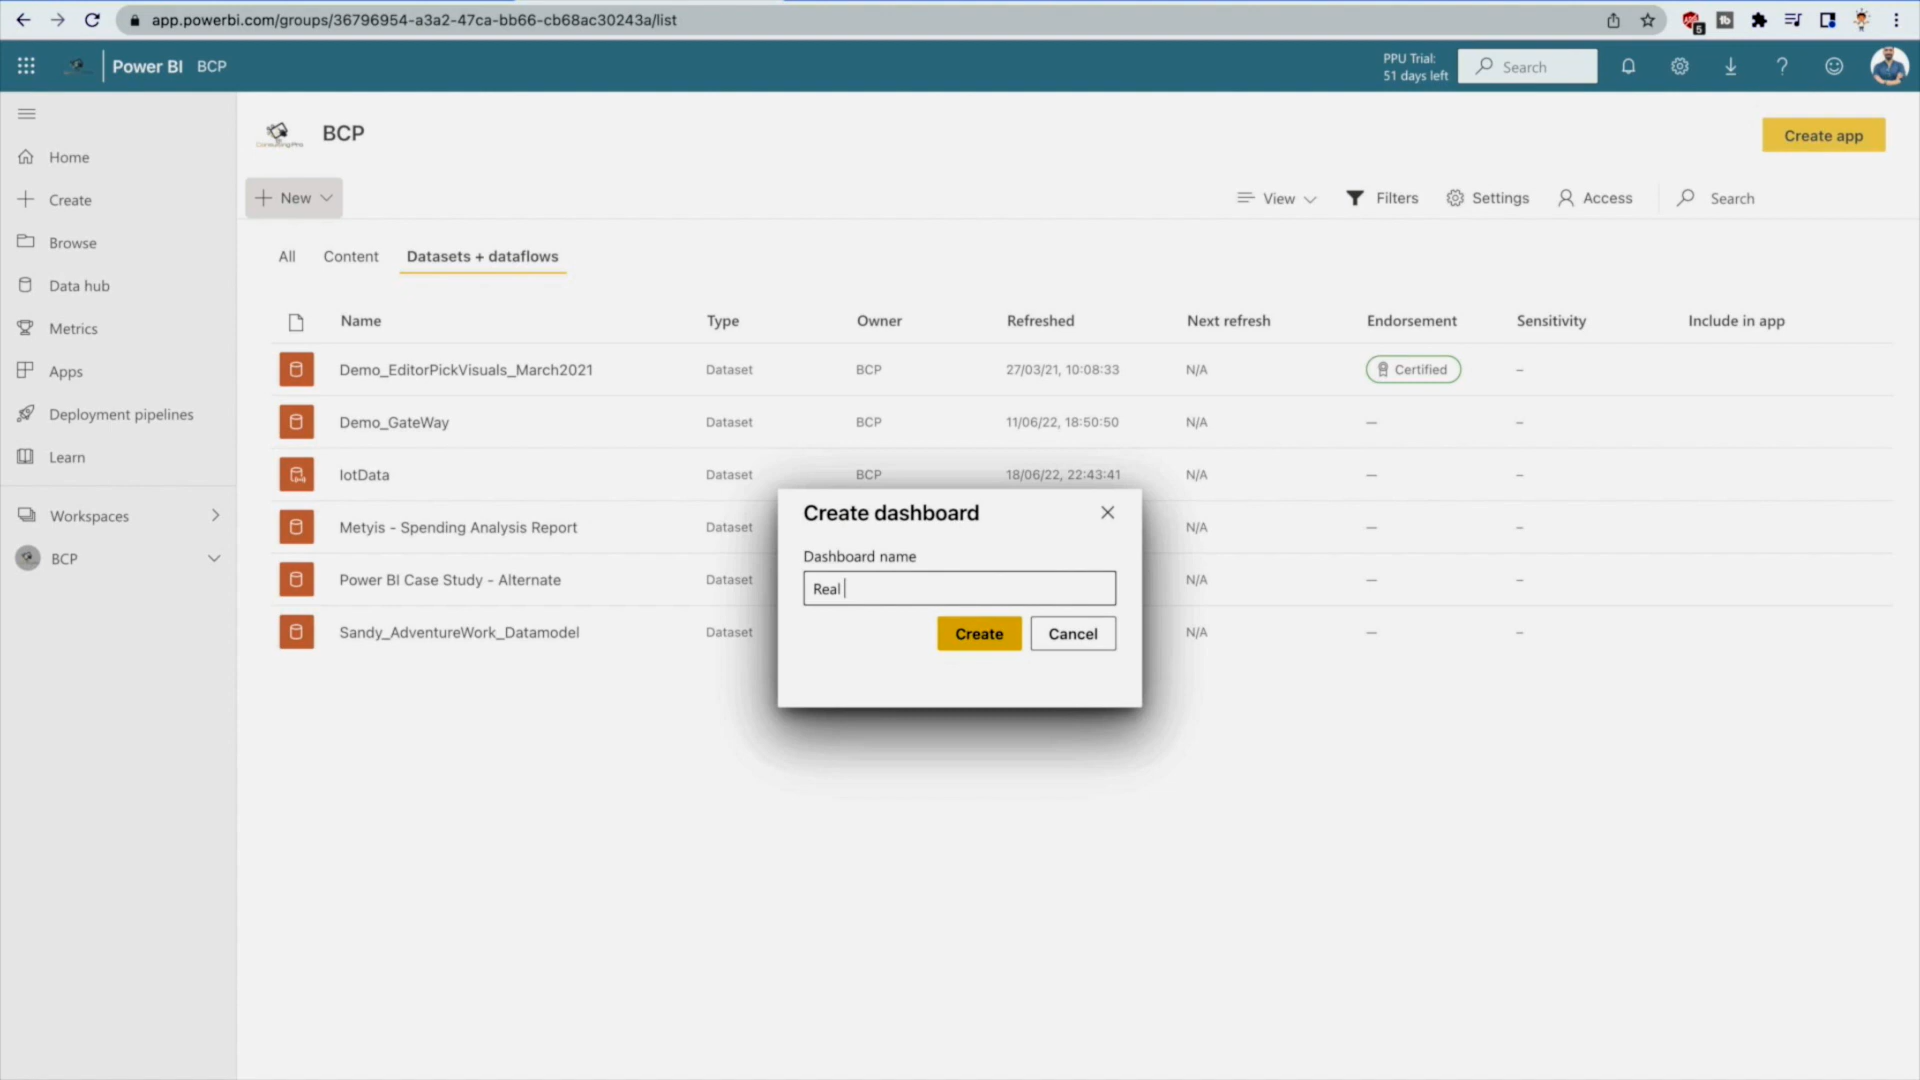 app.powerbi.com/groups/36796954-a3a2-47ca-bb66-cb68ac30243a/list
5
Power BI BCP
PPU Trial:
51 days left
Search
BCP
Create app
Consulting Pro
New
View
Filters
Settings
Access
Search
Home
Create
Browse
Data hub
Metrics
Apps
Deployment pipelines
Learn
Workspaces
BCP
All Content Datasets + dataflows
Name Type Owner Refreshed Next refresh Endorsement Sensitivity Include in app
Demo_EditorPickVisuals_March2021 Dataset BCP 27/03/21, 10:08:33 N/A Certified –
Demo_GateWay Dataset BCP 11/06/22, 18:50:50 N/A — –
IotData Dataset BCP 18/06/22, 22:43:41 N/A — –
Metyis - Spending Analysis Report Dataset N/A — –
Power BI Case Study - Alternate Dataset N/A — –
Sandy_AdventureWork_Datamodel Dataset N/A — –
Create dashboard
Dashboard name
Real
Create Cancel